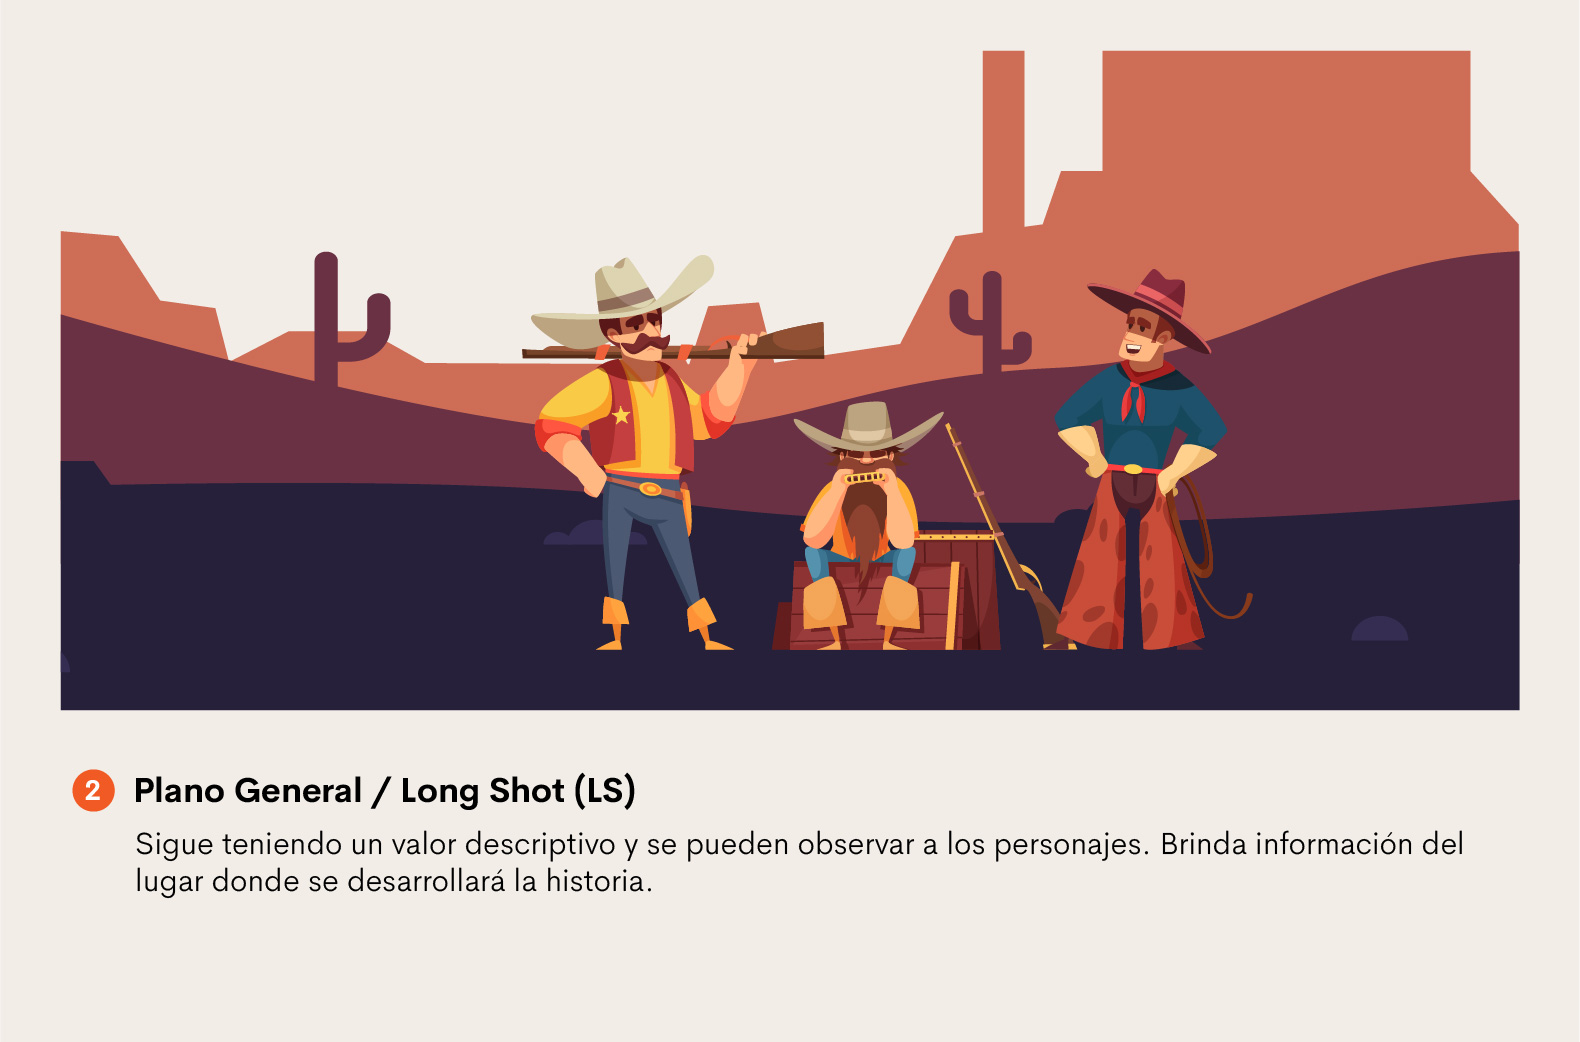 2 Plano General / Long Shot (LS)
Sigue teniendo un valor descriptivo y se pueden observar a los personajes. Brinda información del
lugar donde se desarrollará la historia.